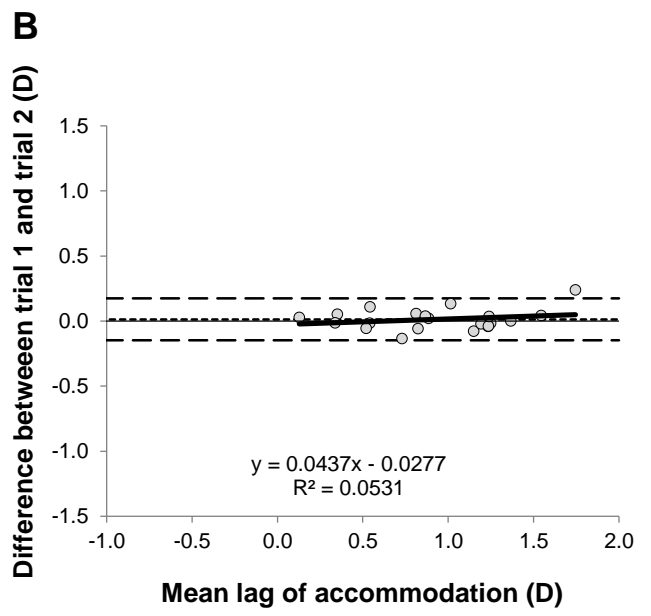 B
Difference betweeen trial 1 and trial 2 (D)
1.5
1.0
0.5
0.0
-0.5
-1.0
-1.5
y = 0.0437x - 0.0277
R² = 0.0531
-1.0 -0.5 0.0 0.5 1.0 1.5 2.0
Mean lag of accommodation (D)